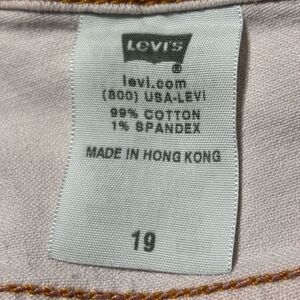 LEVI'S
®
levi.com
(800) USA-LEVI
99% COTTON
1% SPANDEX
MADE IN HONG KONG
19